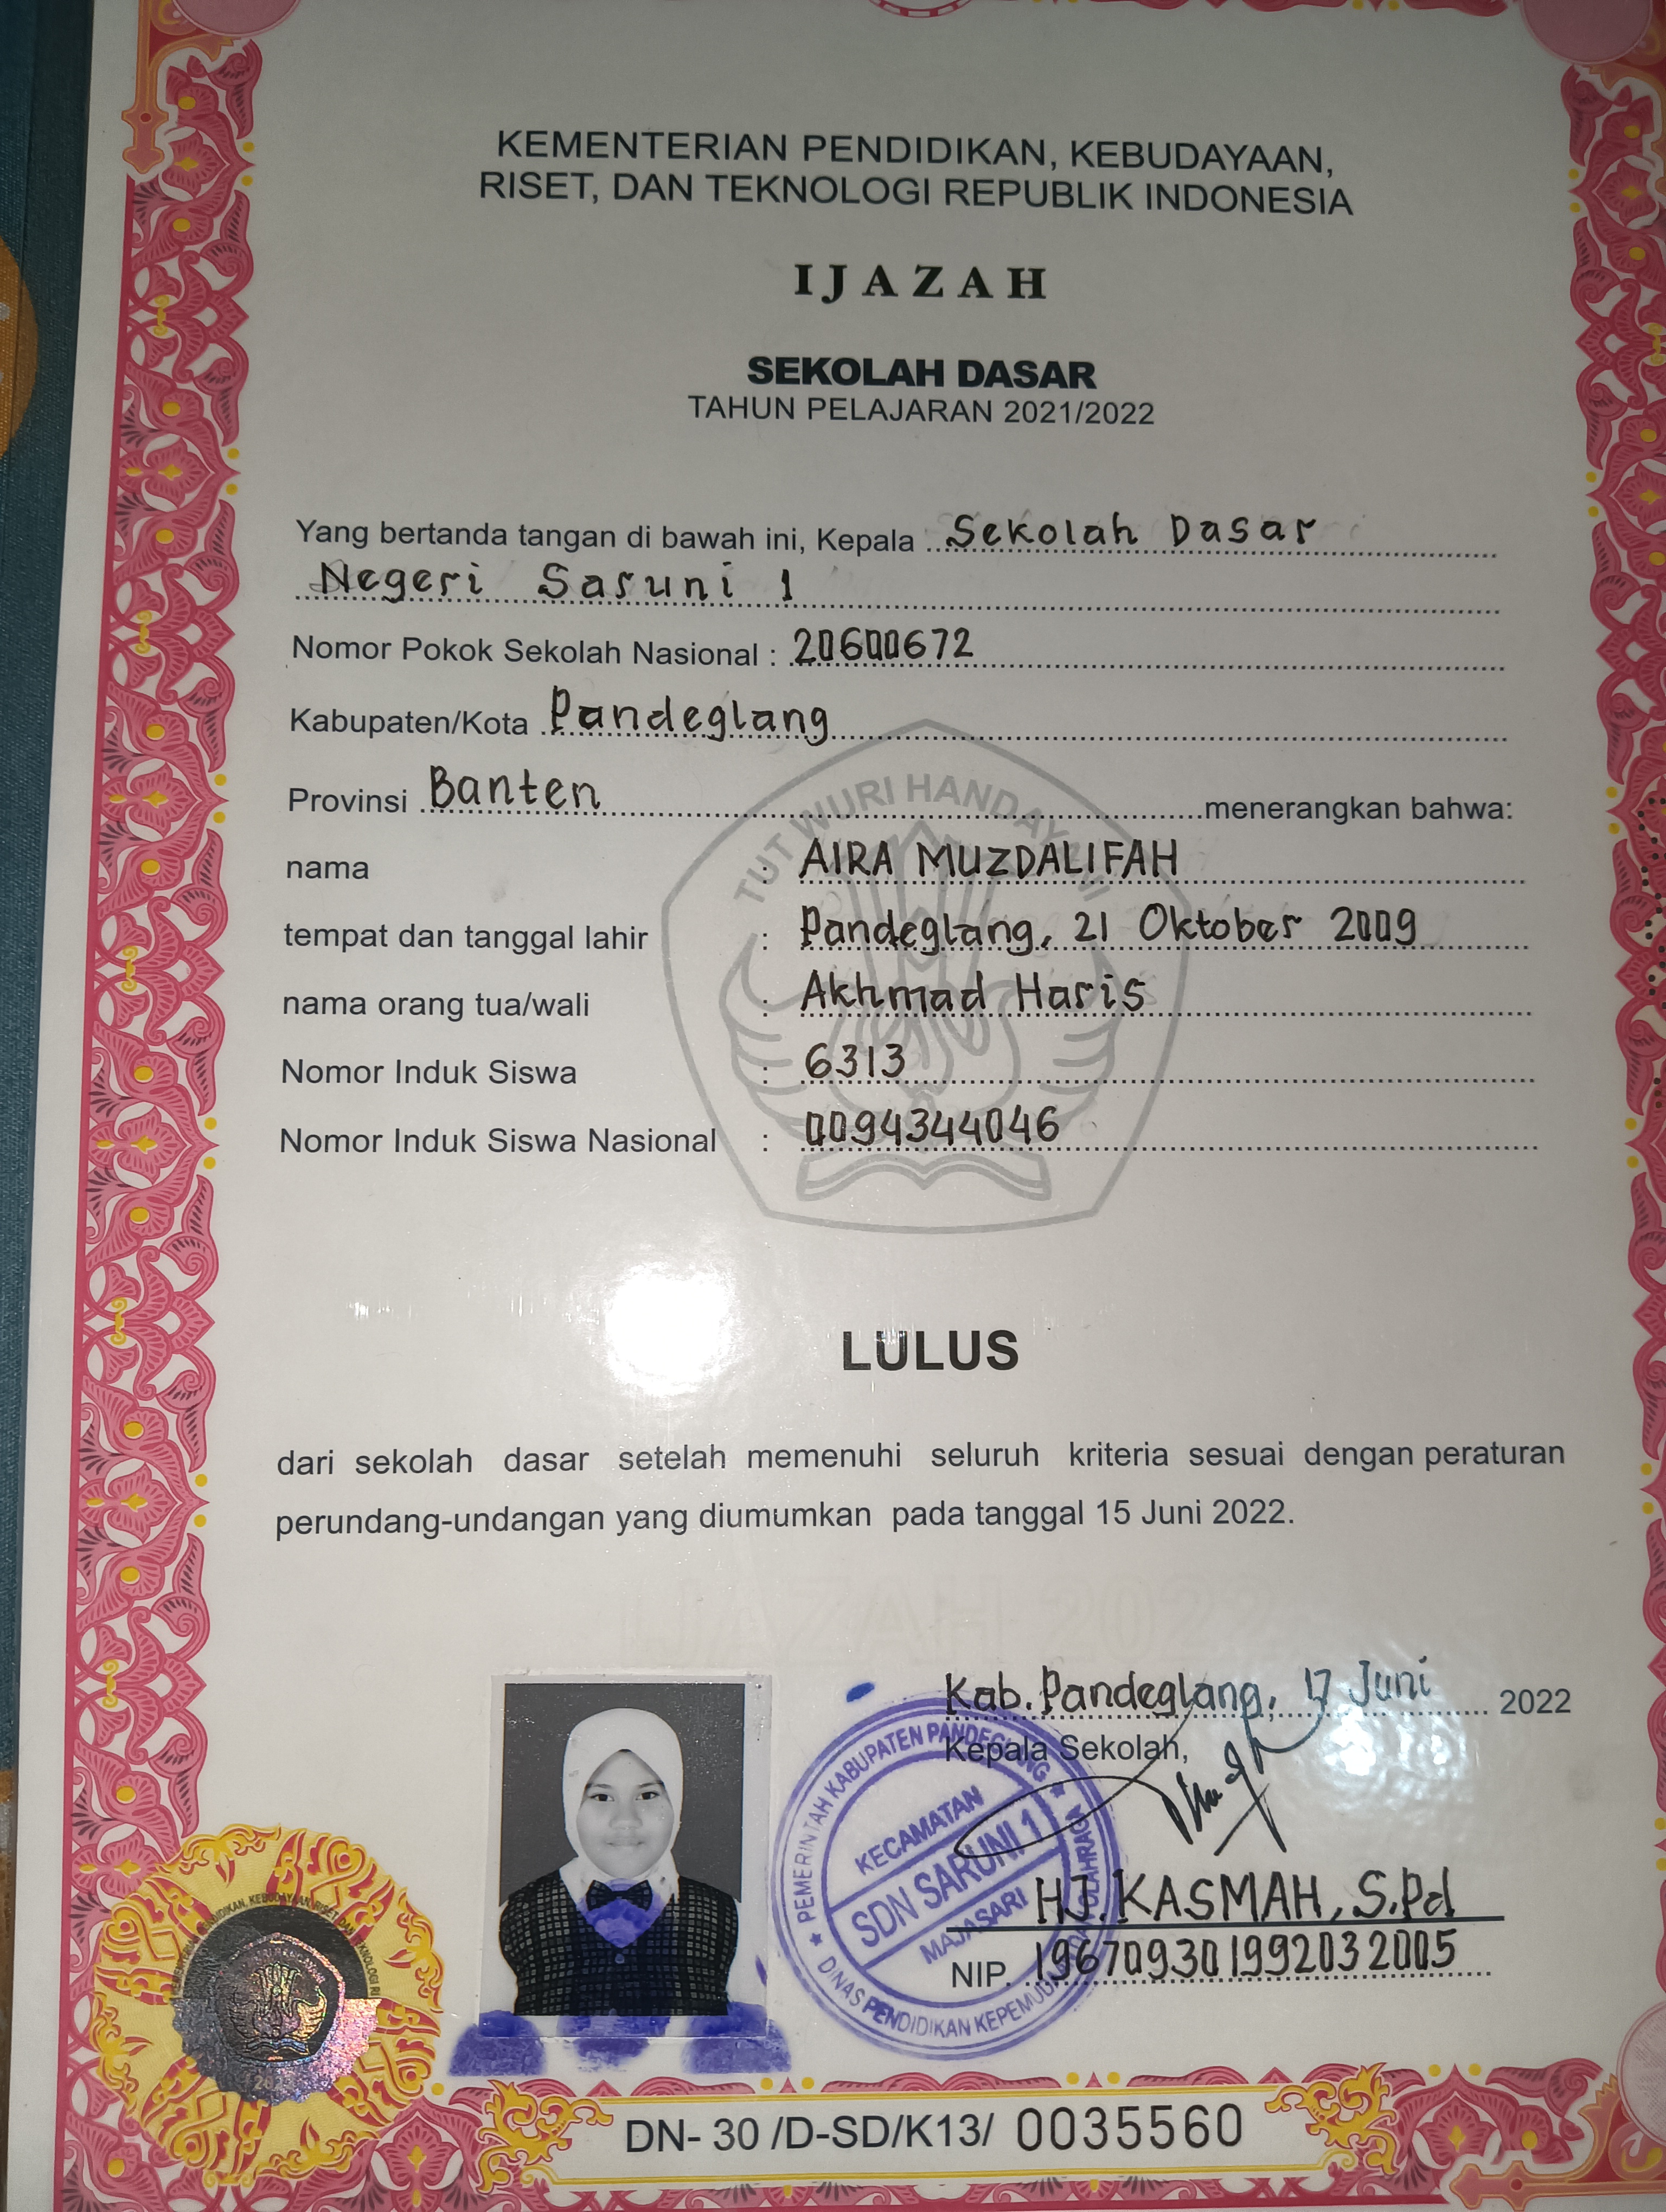 KEMENTERIAN PENDIDIKAN, KEBUDAYAAN,
RISET, DAN TEKNOLOGI REPUBLIK INDONESIA
IJAZAH
SEKOLAH DASAR
TAHUN PELAJARAN 2021/2022
Yang bertanda tangan di bawah ini, Kepala Sekolah Dasar
Negeri Saruni 1
Nomor Pokok Sekolah Nasional : 20600672
Kabupaten/Kota Pandeglang
Provinsi Banten menerangkan bahwa:
TUT WURI HANDAYANI
nama : AIRA MUZDALIFAH
tempat dan tanggal lahir : Pandeglang, 21 Oktober 2009
nama orang tua/wali : Akhmad Haris
Nomor Induk Siswa : 6313
Nomor Induk Siswa Nasional : 0094344046
LULUS
dari sekolah dasar setelah memenuhi seluruh kriteria sesuai dengan peraturan
perundang-undangan yang diumumkan pada tanggal 15 Juni 2022.
IJAZAH 2022
Kab. Pandeglang, 17 Juni 2022
Kepala Sekolah,
PEMERINTAH KABUPATEN PANDEGLANG
KECAMATAN
SDN SARUNI 1
MAJASARI
DINAS PENDIDIKAN KEPEMUDAAN DAN OLAHRAGA
HJ. KASMAH, S.Pd
NIP. 196709301992032005
DN- 30 /D-SD/K13/ 0035560